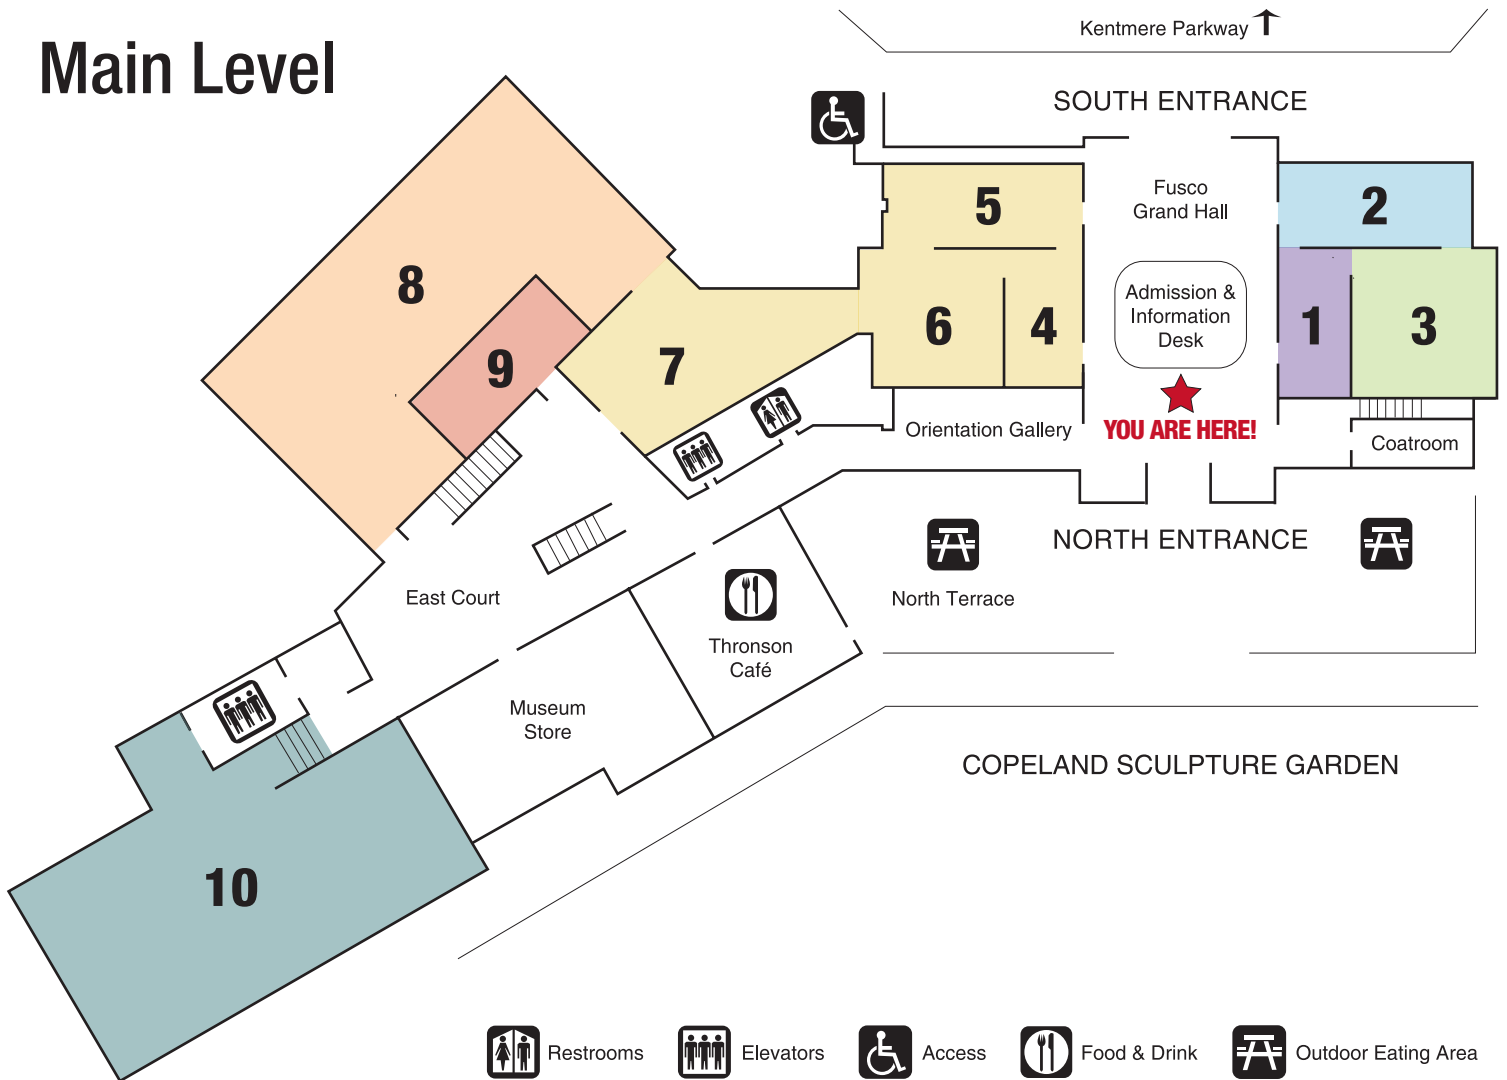 Main Level
Kentmere Parkway
SOUTH ENTRANCE
Fusco
Grand Hall
5
2
8
Admission &
Information
Desk
6
4
1
3
9
7
YOU ARE HERE!
Orientation Gallery
Coatroom
NORTH ENTRANCE
North Terrace
East Court
Thronson
Café
Museum
Store
COPELAND SCULPTURE GARDEN
10
Restrooms
Elevators
Access
Food & Drink
Outdoor Eating Area